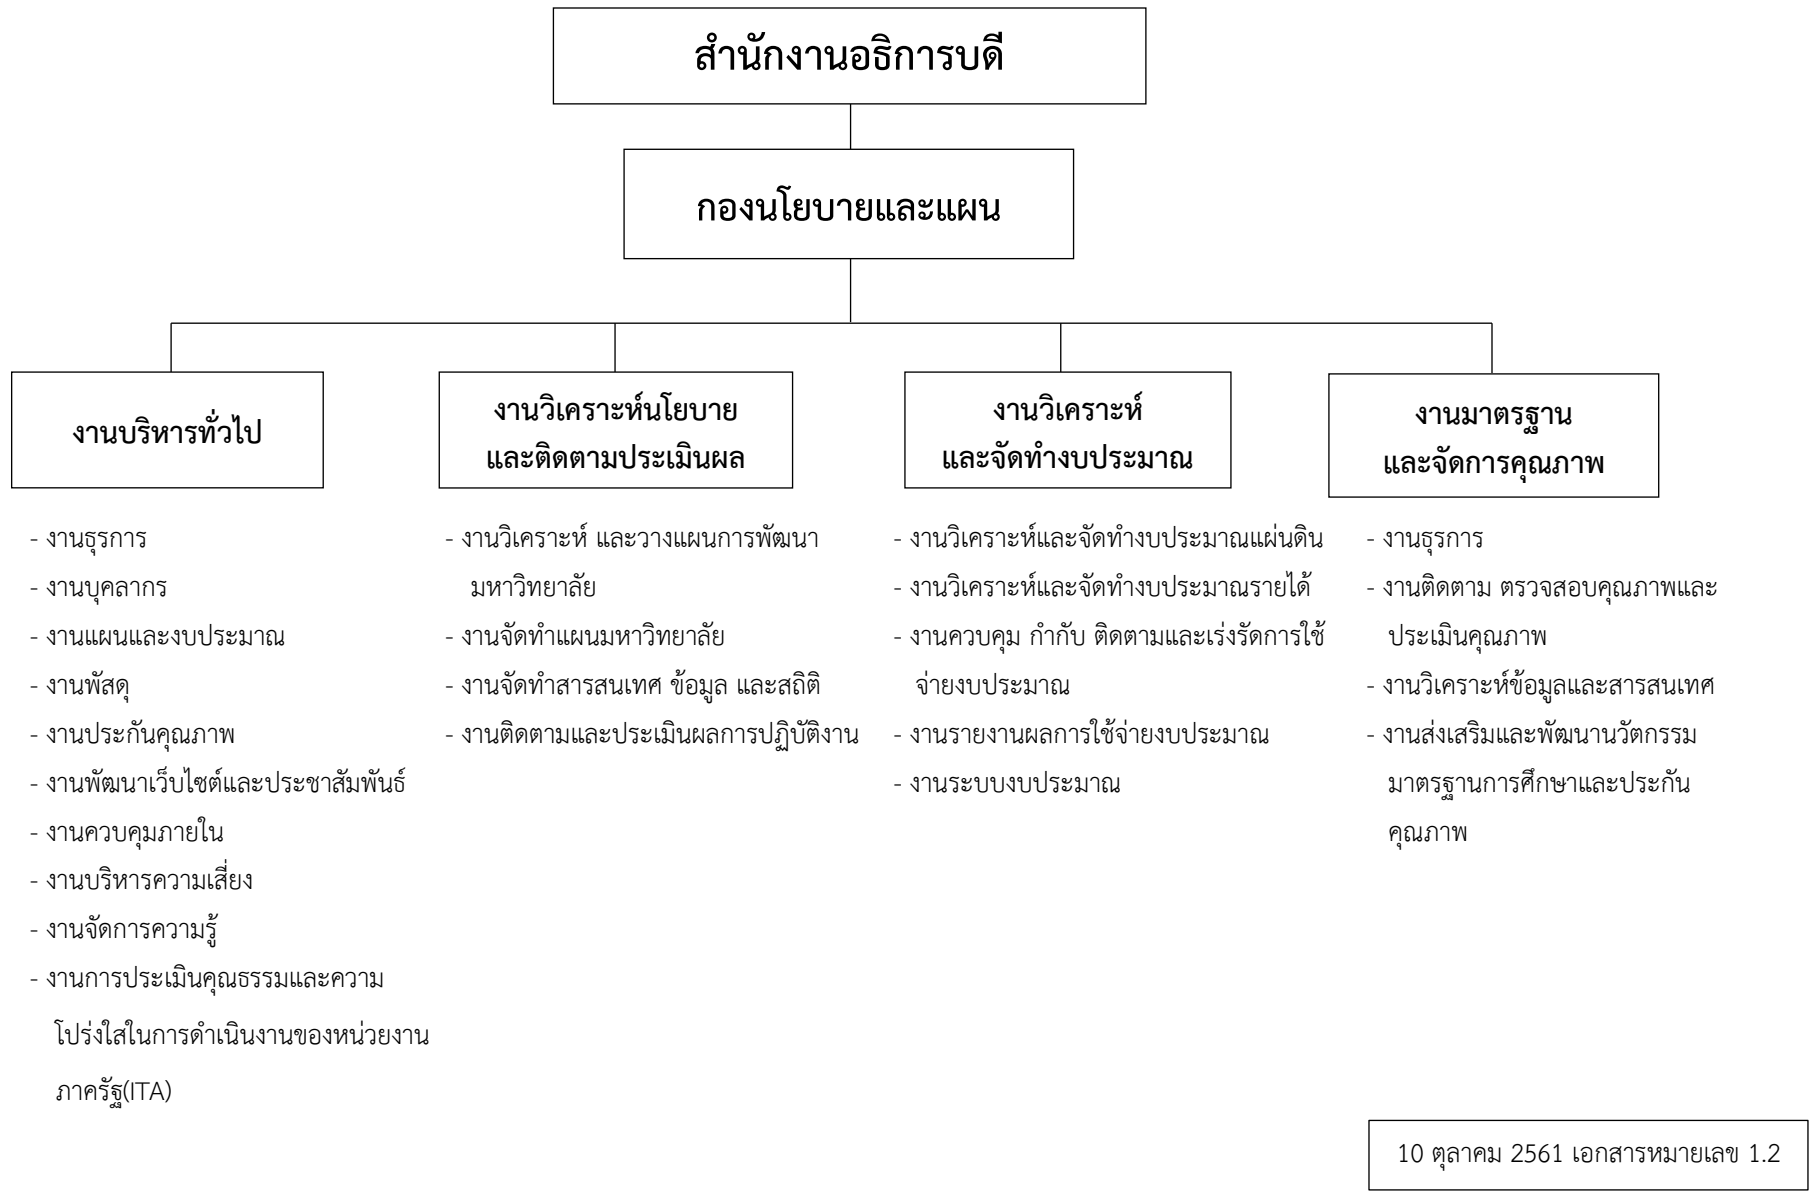 สำนักงานอธิการบดี
กองนโยบายและแผน
งานบริหารทั่วไป
- งานธุรการ
- งานบุคลากร
- งานแผนและงบประมาณ
- งานพัสดุ
- งานประกันคุณภาพ
- งานพัฒนาเว็บไซต์และประชาสัมพันธ์
- งานควบคุมภายใน
- งานบริหารความเสี่ยง
- งานจัดการความรู้
- งานการประเมินคุณธรรมและความ
โปร่งใสในการดำเนินงานของหน่วยงาน
ภาครัฐ(ITA)
งานวิเคราะห์นโยบาย
และติดตามประเมินผล
- งานวิเคราะห์ และวางแผนการพัฒนา
มหาวิทยาลัย
- งานจัดทำแผนมหาวิทยาลัย
- งานจัดทำสารสนเทศ ข้อมูล และสถิติ
- งานติดตามและประเมินผลการปฏิบัติงาน
งานวิเคราะห์
และจัดทำงบประมาณ
- งานวิเคราะห์และจัดทำงบประมาณแผ่นดิน
- งานวิเคราะห์และจัดทำงบประมาณรายได้
- งานควบคุม กำกับ ติดตามและเร่งรัดการใช้
จ่ายงบประมาณ
- งานรายงานผลการใช้จ่ายงบประมาณ
- งานระบบงบประมาณ
งานมาตรฐาน
และจัดการคุณภาพ
- งานธุรการ
- งานติดตาม ตรวจสอบคุณภาพและ
ประเมินคุณภาพ
- งานวิเคราะห์ข้อมูลและสารสนเทศ
- งานส่งเสริมและพัฒนานวัตกรรม
มาตรฐานการศึกษาและประกัน
คุณภาพ
10 ตุลาคม 2561 เอกสารหมายเลข 1.2